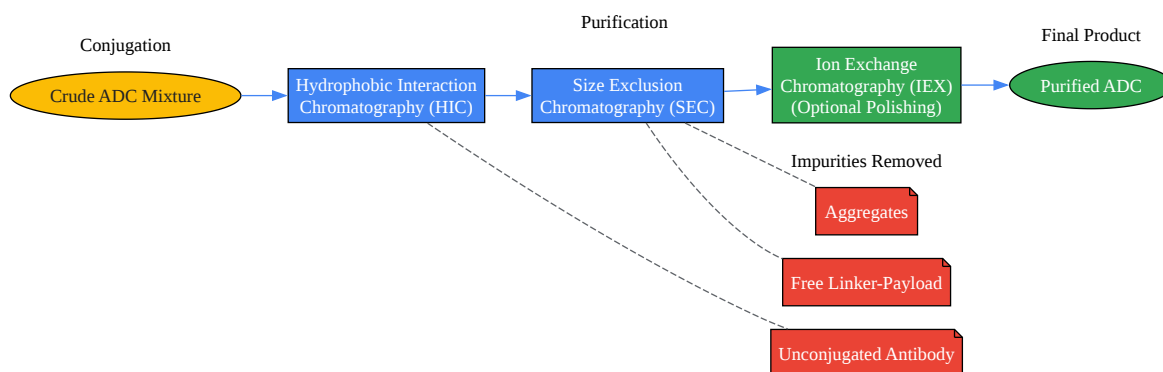 Conjugation
Crude ADC Mixture
Purification
Hydrophobic Interaction
Chromatography (HIC)
Size Exclusion
Chromatography (SEC)
Ion Exchange
Chromatography (IEX)
(Optional Polishing)
Final Product
Purified ADC
Impurities Removed
Aggregates
Free Linker-Payload
Unconjugated Antibody